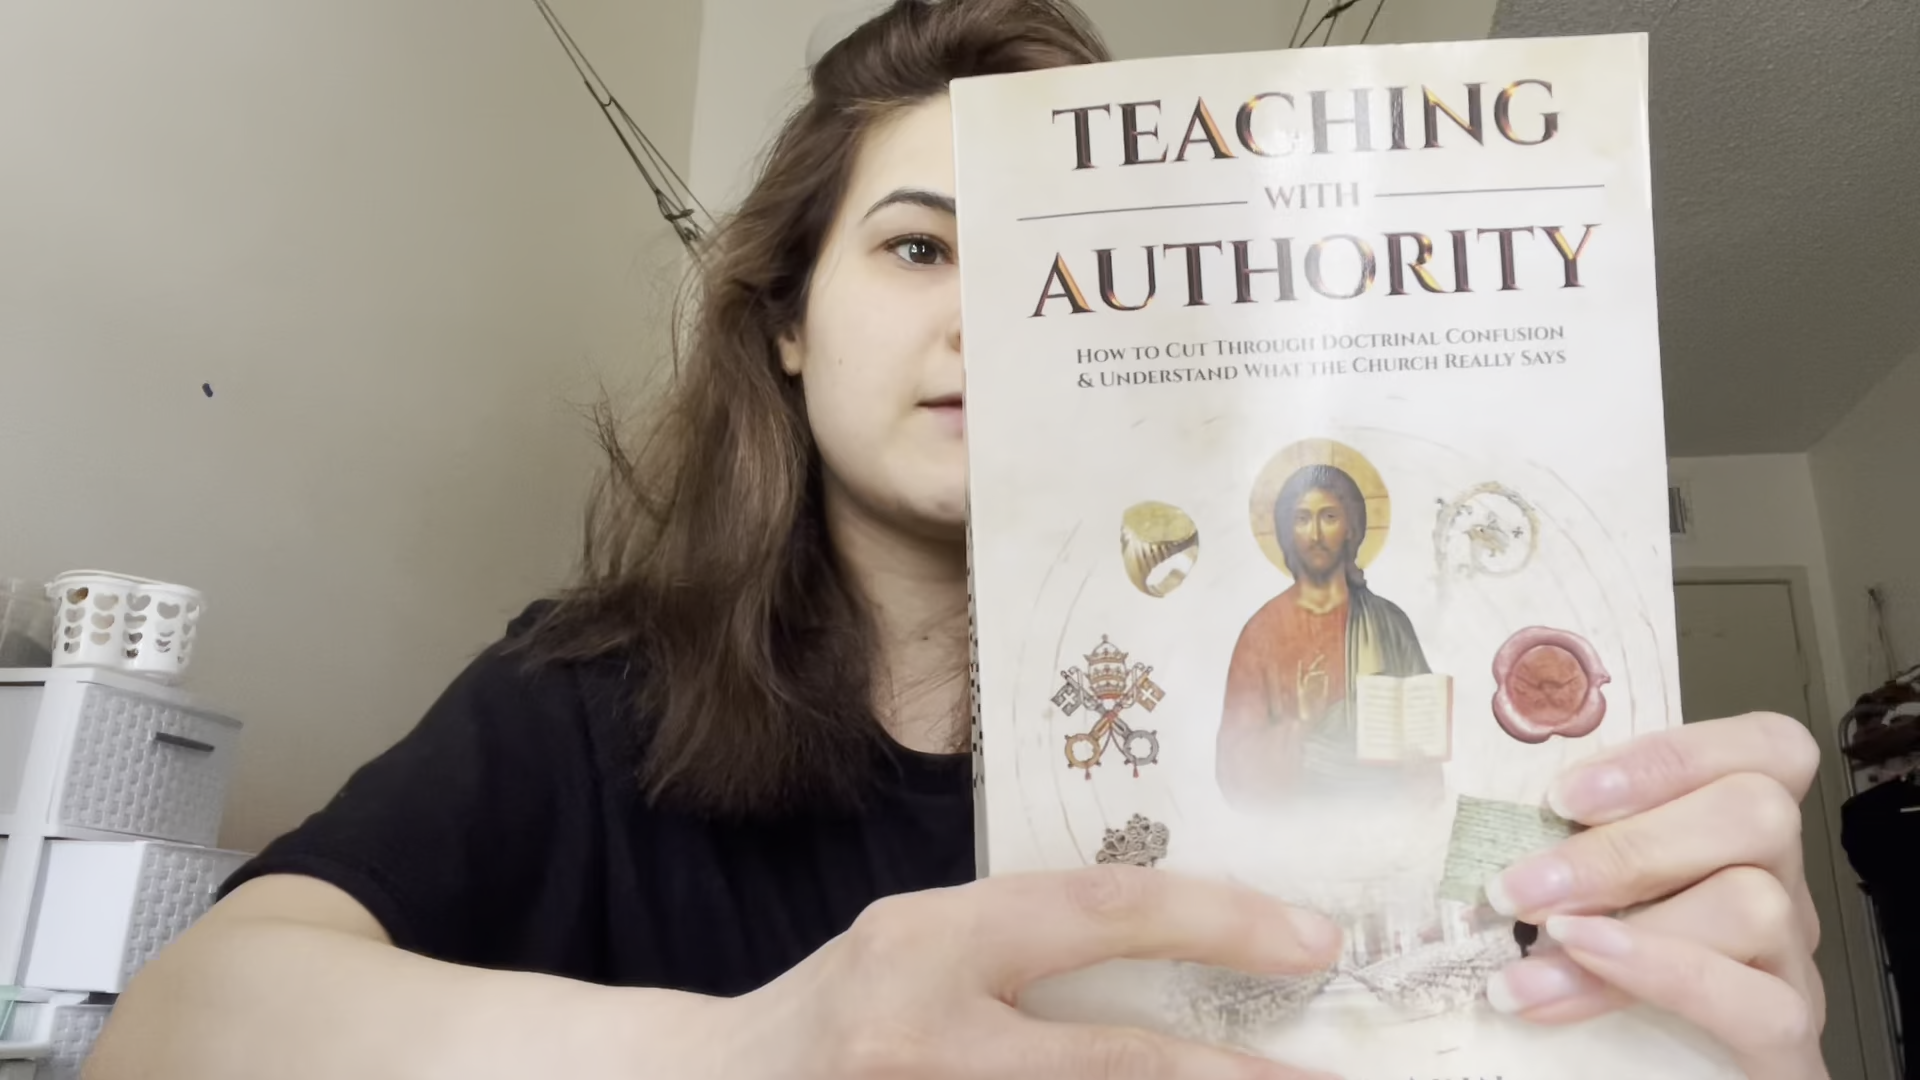 TEACHING
WITH
AUTHORITY
HOW TO CUT THROUGH DOCTRINAL CONFUSION
& UNDERSTAND WHAT THE CHURCH REALLY SAYS